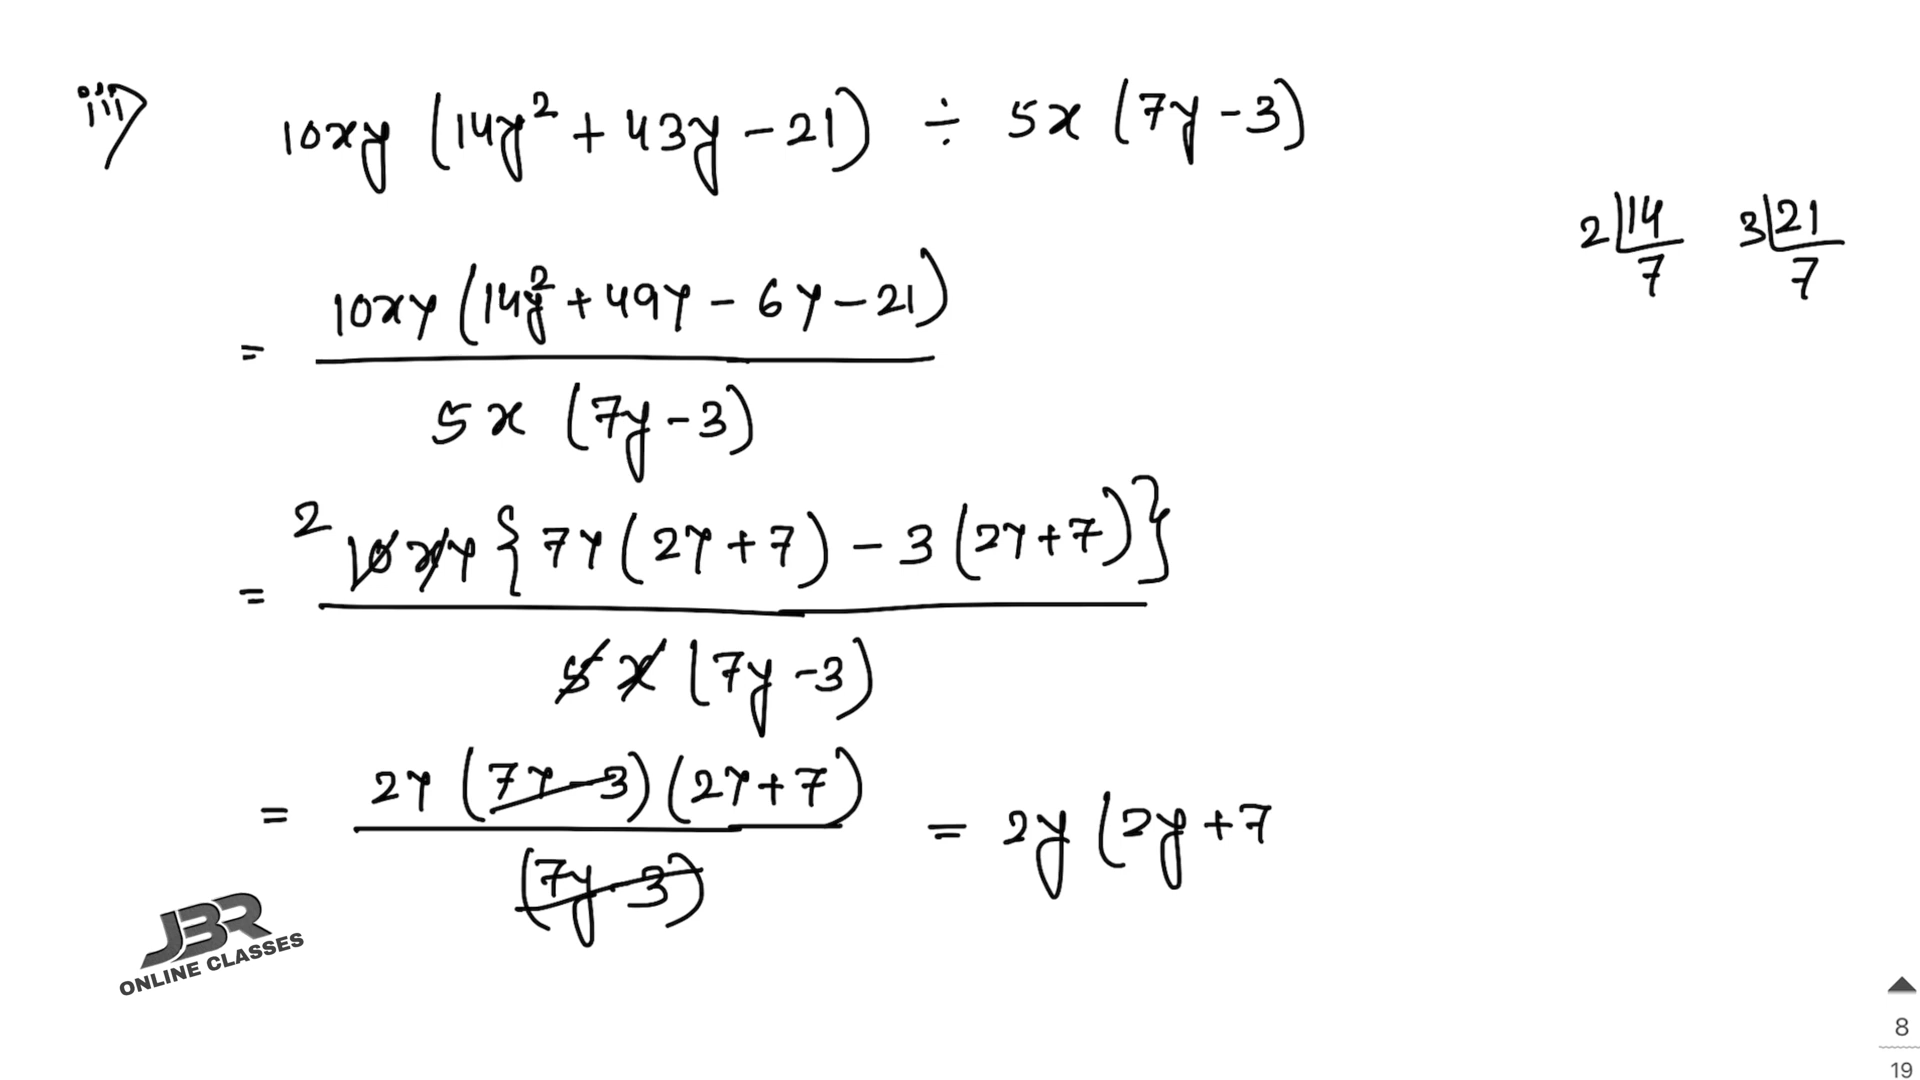 iii) 10xy (14y² + 43y - 21) ÷ 5x (7y - 3)
2|14 3|21
7 7
= 10xy (14y² + 49y - 6y - 21)
5x (7y - 3)
= 2 10xy {7y (2y + 7) - 3 (2y + 7)}
5x (7y - 3)
= 2y (7y - 3) (2y + 7) = 2y (2y + 7
(7y - 3)
JBR
ONLINE CLASSES
8
19